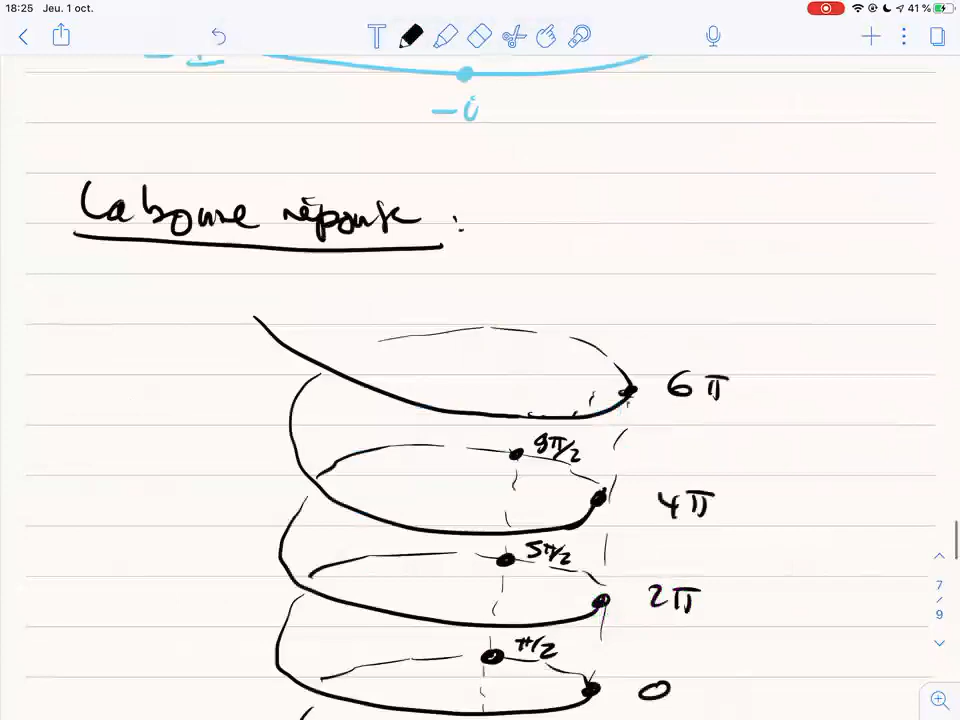 18:25 Jeu. 1 oct.
41 %
T
-i
La bonne réponse :
6π
9π/2
4π
5π/2
2π
7
/
9
π/2
0